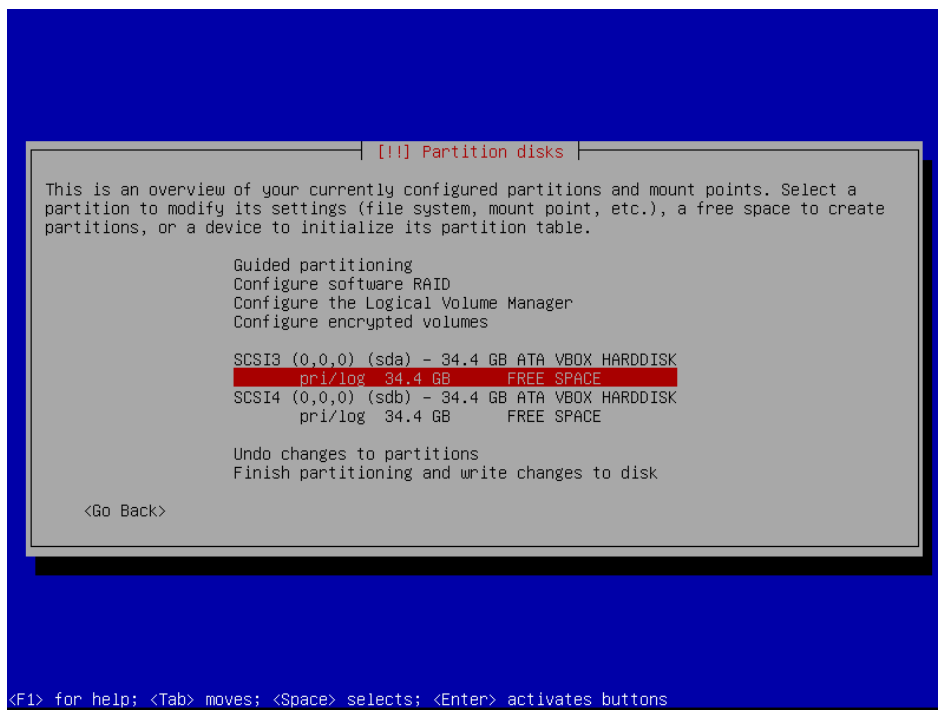 [!!] Partition disks
This is an overview of your currently configured partitions and mount points. Select a
partition to modify its settings (file system, mount point, etc.), a free space to create
partitions, or a device to initialize its partition table.
Guided partitioning
Configure software RAID
Configure the Logical Volume Manager
Configure encrypted volumes
SCSI3 (0,0,0) (sda) - 34.4 GB ATA VBOX HARDDISK
pri/log 34.4 GB FREE SPACE
SCSI4 (0,0,0) (sdb) - 34.4 GB ATA VBOX HARDDISK
pri/log 34.4 GB FREE SPACE
Undo changes to partitions
Finish partitioning and write changes to disk
<Go Back>
<F1> for help; <Tab> moves; <Space> selects; <Enter> activates buttons